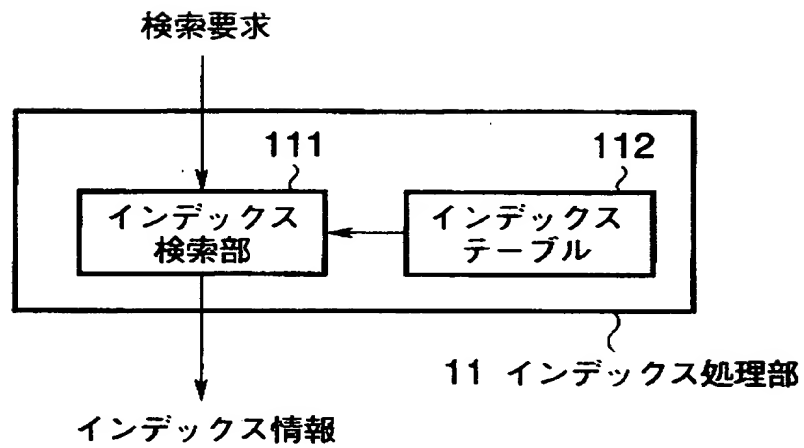 検索要求
111
112
インデックス
検索部
インデックス
テーブル
11 インデックス処理部
インデックス情報